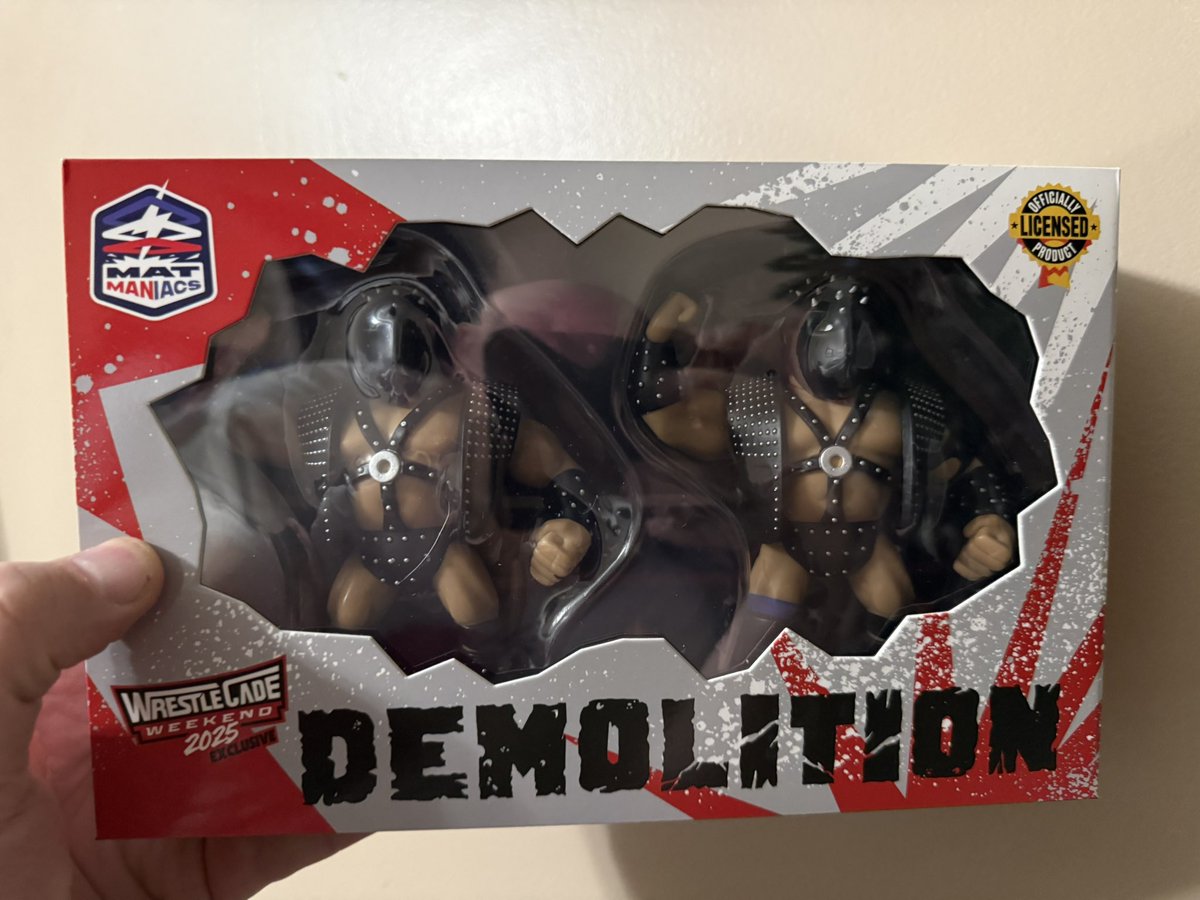 MAT
MANIACS
OFFICIALLY
LICENSED
PRODUCT
WRESTLECADE
WEEKEND
2025
EXCLUSIVE
DEMOLITION